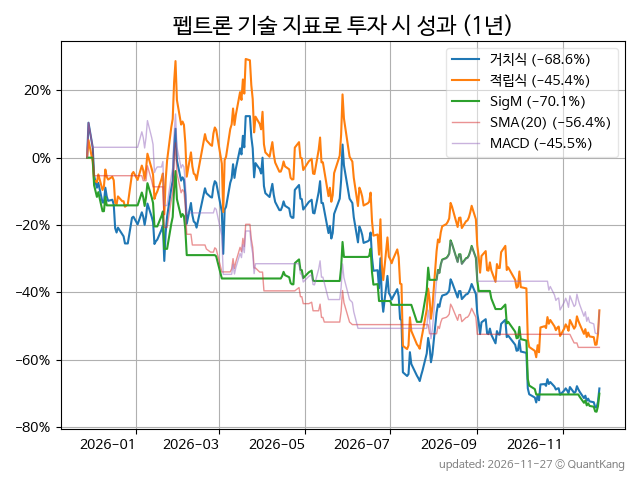 펩트론 기술 지표로 투자 시 성과 (1년)
거치식 (−68.6%)
적립식 (−45.4%)
SigM (−70.1%)
SMA(20) (−56.4%)
MACD (−45.5%)
20%
0%
−20%
−40%
−60%
−80%
2026-01 2026-03 2026-05 2026-07 2026-09 2026-11
updated: 2026-11-27 © QuantKang